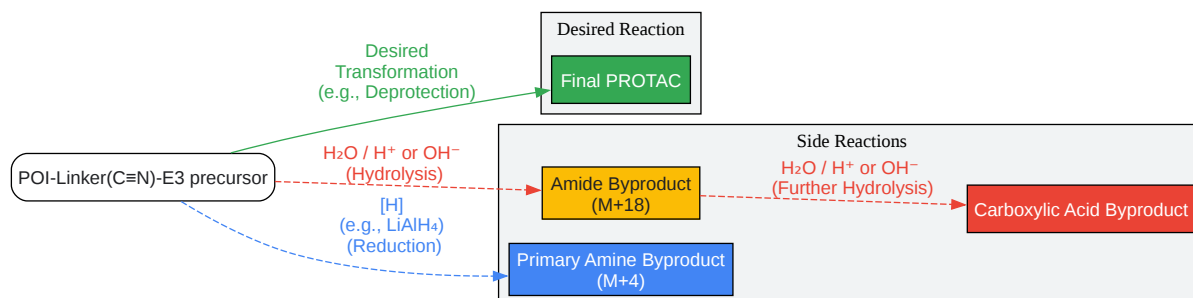 Desired Reaction
Desired
Transformation
(e.g., Deprotection)
Final PROTAC
Side Reactions
POI-Linker(C≡N)-E3 precursor
H₂O / H⁺ or OH⁻
(Hydrolysis)
Amide Byproduct
(M+18)
H₂O / H⁺ or OH⁻
(Further Hydrolysis)
Carboxylic Acid Byproduct
[H]
(e.g., LiAlH₄)
(Reduction)
Primary Amine Byproduct
(M+4)